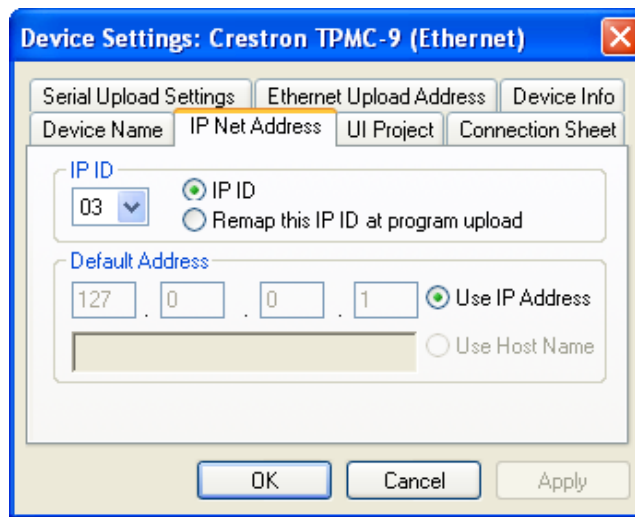 Device Settings: Crestron TPMC-9 (Ethernet)
Serial Upload Settings Ethernet Upload Address Device Info
Device Name IP Net Address UI Project Connection Sheet
IP ID
03 IP ID
Remap this IP ID at program upload
Default Address
127 . 0 . 0 . 1 Use IP Address
Use Host Name
OK Cancel Apply